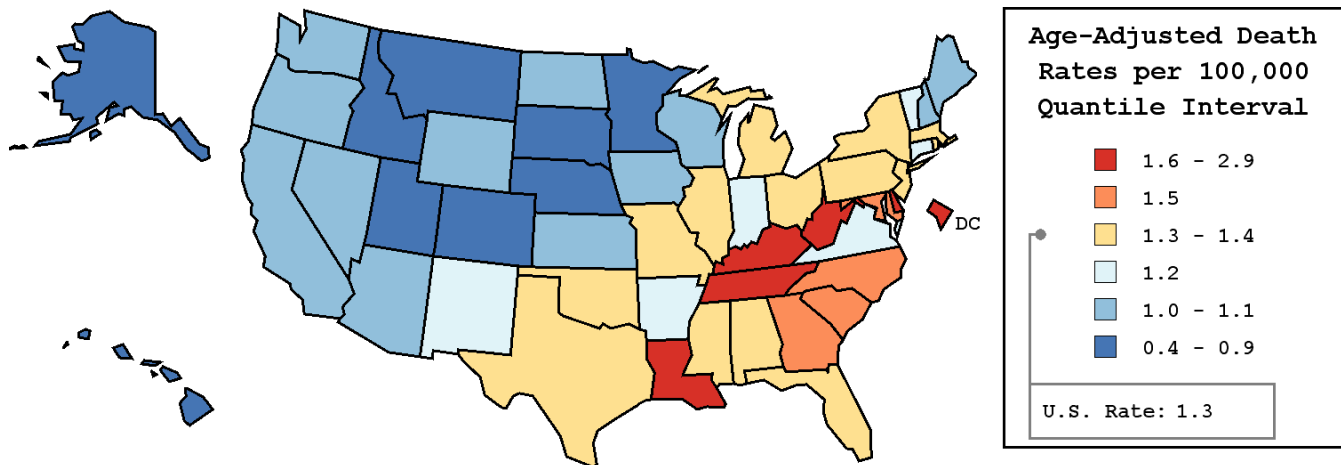 Age-Adjusted Death
Rates per 100,000
Quantile Interval
1.6 - 2.9
1.5
1.3 - 1.4
1.2
1.0 - 1.1
0.4 - 0.9
U.S. Rate: 1.3
DC